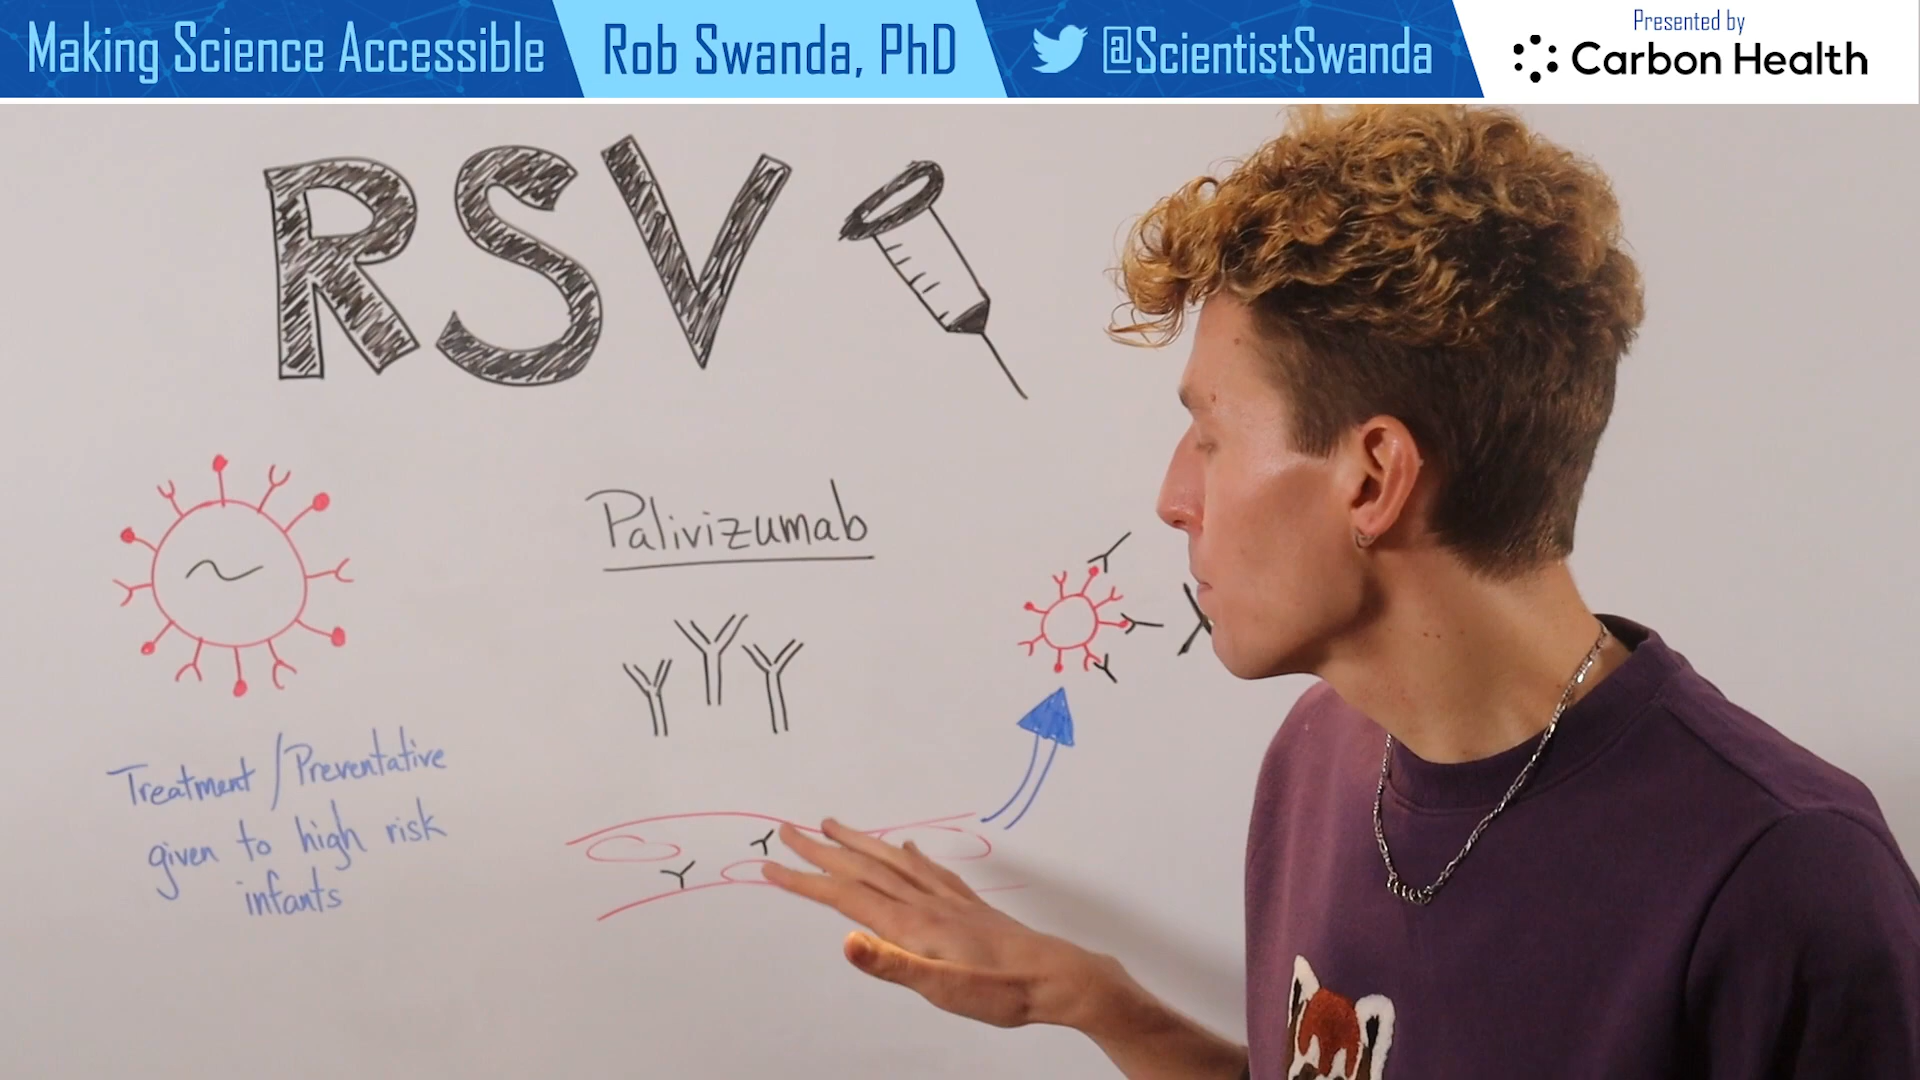 Making Science Accessible
Rob Swanda, PhD
@ScientistSwanda
Presented by
Carbon Health
RSV
Palivizumab
Treatment/Preventative
given to high risk
infants